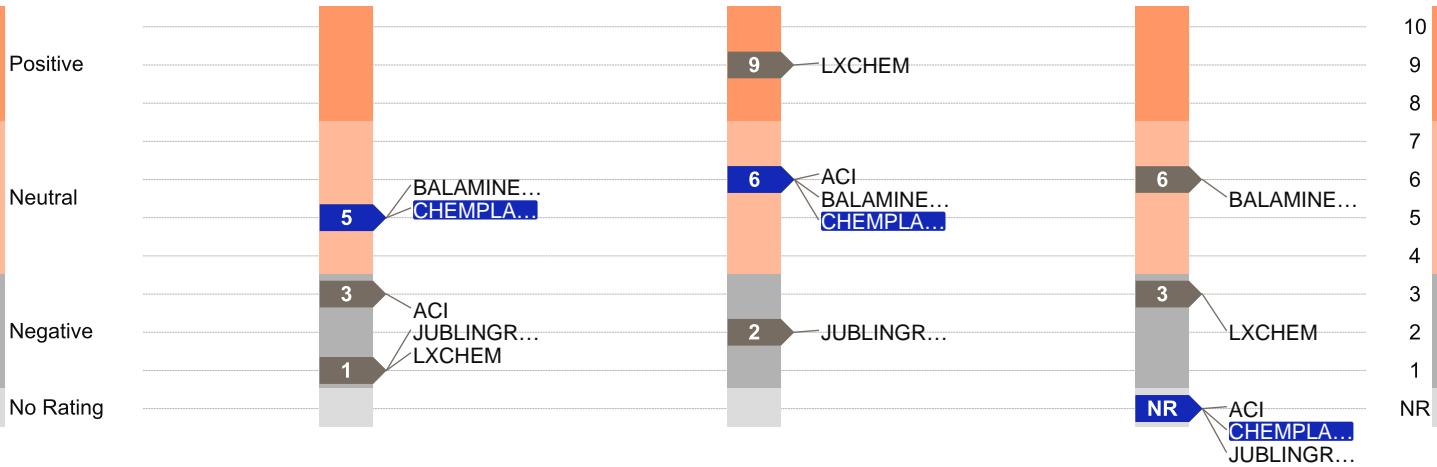 10
Positive
9
LXCHEM
9
8
7
6
ACI
6
6
BALAMINE…
Neutral
BALAMINE…
BALAMINE…
5
CHEMPLA…
CHEMPLA…
5
4
3
3
3
ACI
Negative
JUBLINGR…
2
JUBLINGR…
LXCHEM
2
LXCHEM
1
1
No Rating
NR
ACI
NR
CHEMPLA…
JUBLINGR…